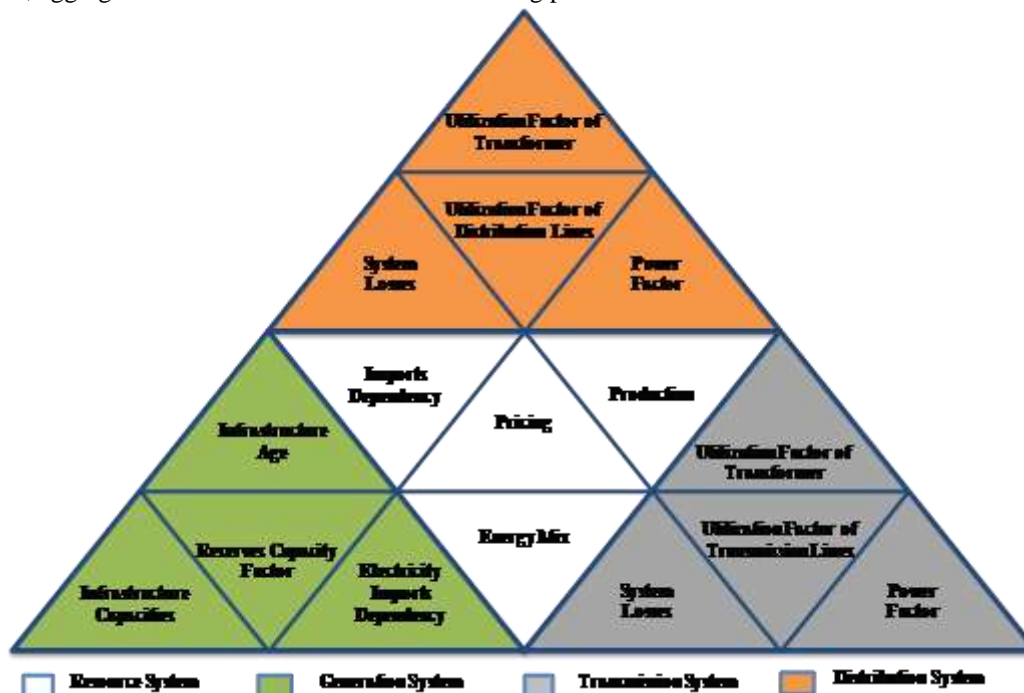 Utilization Factor of
Transformer
Utilization Factor of
Distribution Lines
System
Losses
Power
Factor
Imports
Dependency
Pricing
Production
Infrastructure
Age
Utilization Factor of
Transformer
Energy Mix
Utilization Factor of
Transmission Lines
Reserves Capacity
Factor
Infrastructure
Capacities
Electricity
Imports
Dependency
System
Losses
Power
Factor
Resource System
Generation System
Transmission System
Distribution System